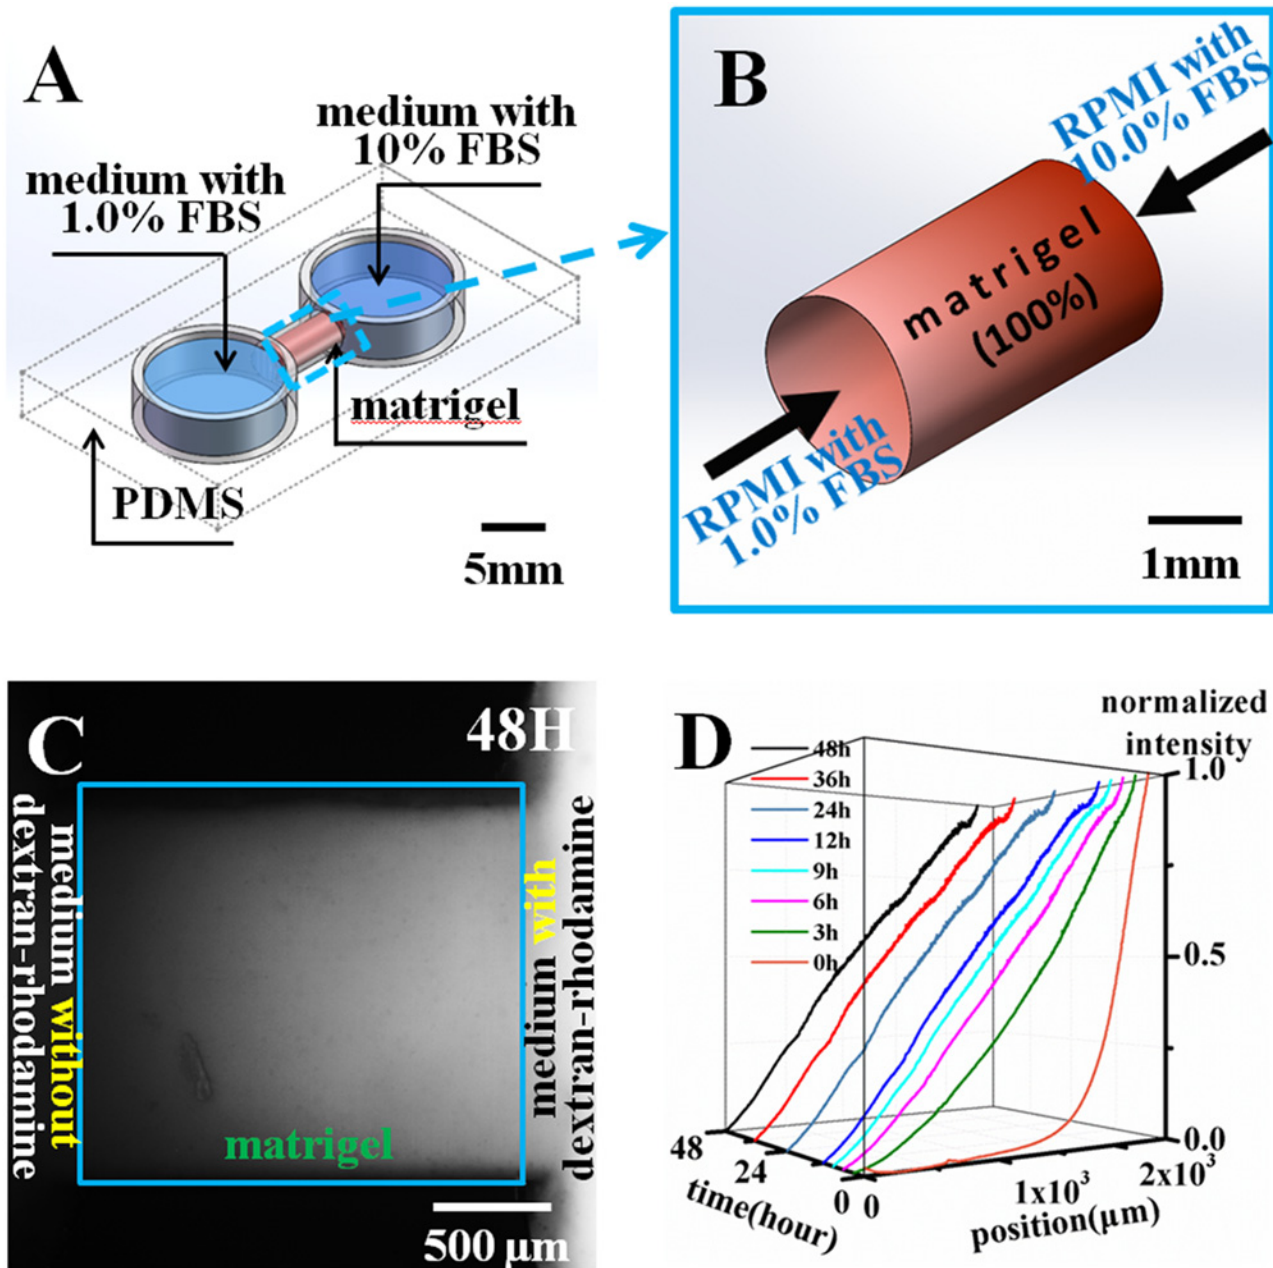 A
medium with
10% FBS
medium with
1.0% FBS
matrigel
PDMS
5mm
B
RPMI with
10.0% FBS
matrigel
(100%)
RPMI with
1.0% FBS
1mm
C
48H
medium without
dextran-rhodamine
medium with
dextran-rhodamine
matrigel
500 μm
D
normalized
intensity
48h
36h
24h
12h
9h
6h
3h
0h
1.0
0.5
0.0
48
24
0
time(hour)
0
1x10³
2x10³
position(μm)